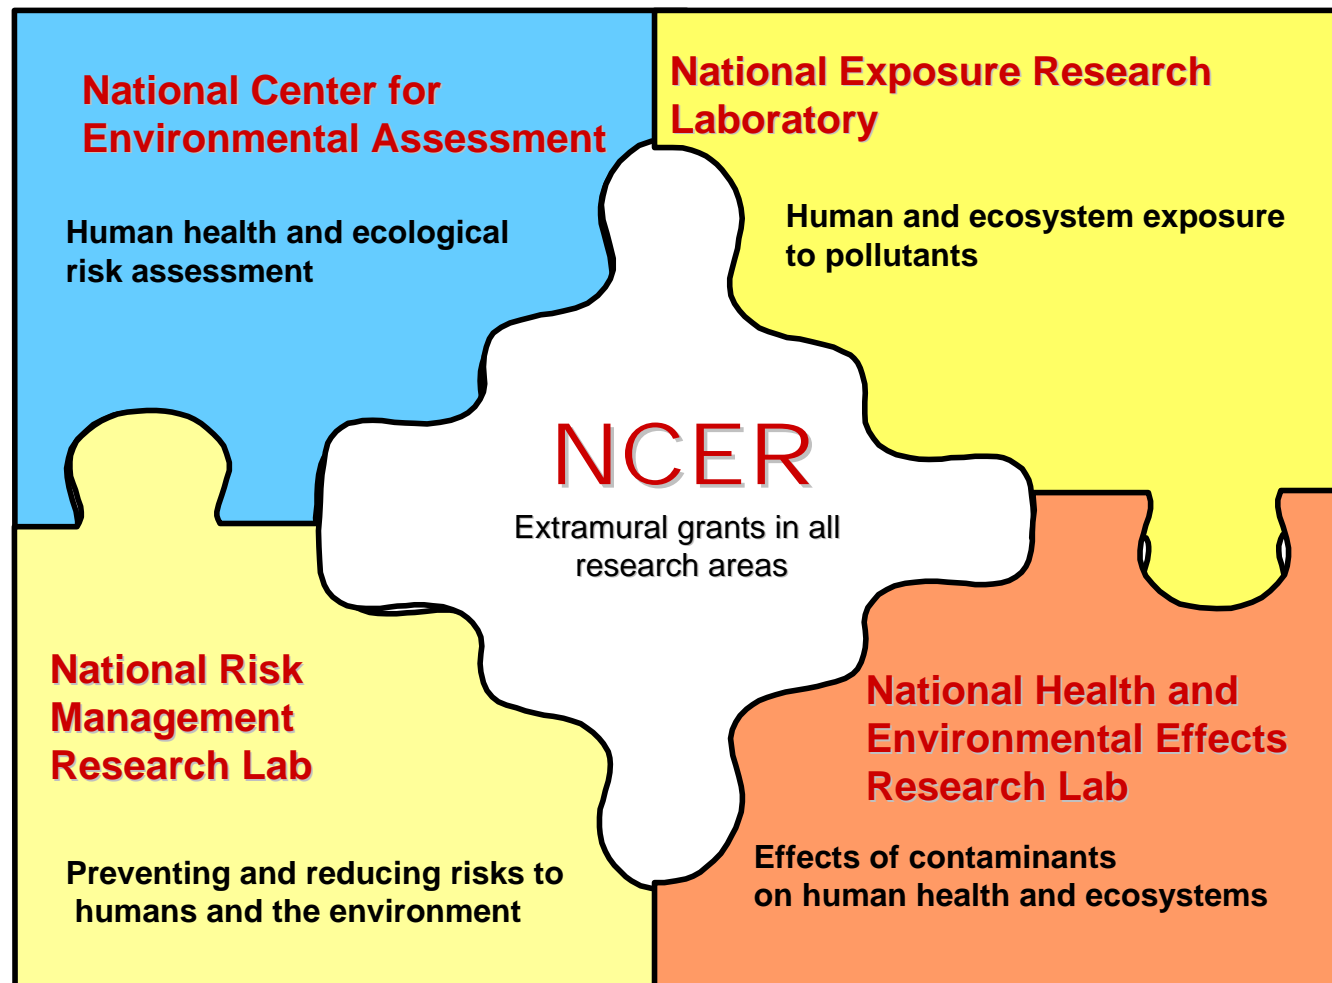 National Center for
Environmental Assessment
Human health and ecological
risk assessment
National Exposure Research
Laboratory
Human and ecosystem exposure
to pollutants
NCER
Extramural grants in all
research areas
National Risk
Management
Research Lab
Preventing and reducing risks to
humans and the environment
National Health and
Environmental Effects
Research Lab
Effects of contaminants
on human health and ecosystems